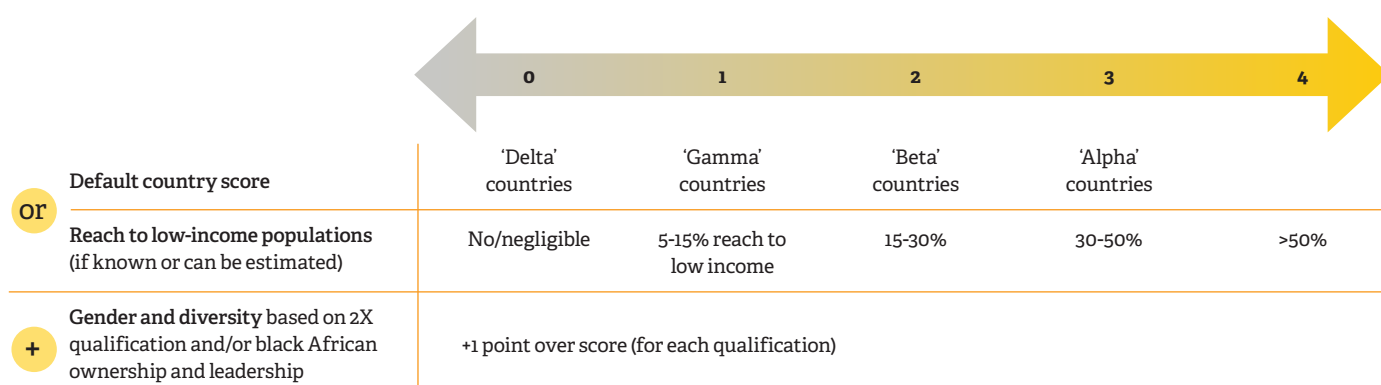 0 1 2 3 4
‘Delta’ ‘Gamma’ ‘Beta’ ‘Alpha’
countries countries countries countries
Default country score
or
Reach to low-income populations
(if known or can be estimated)
No/negligible 5-15% reach to 15-30% 30-50% >50%
low income
Gender and diversity based on 2X
qualification and/or black African
ownership and leadership
+
+1 point over score (for each qualification)